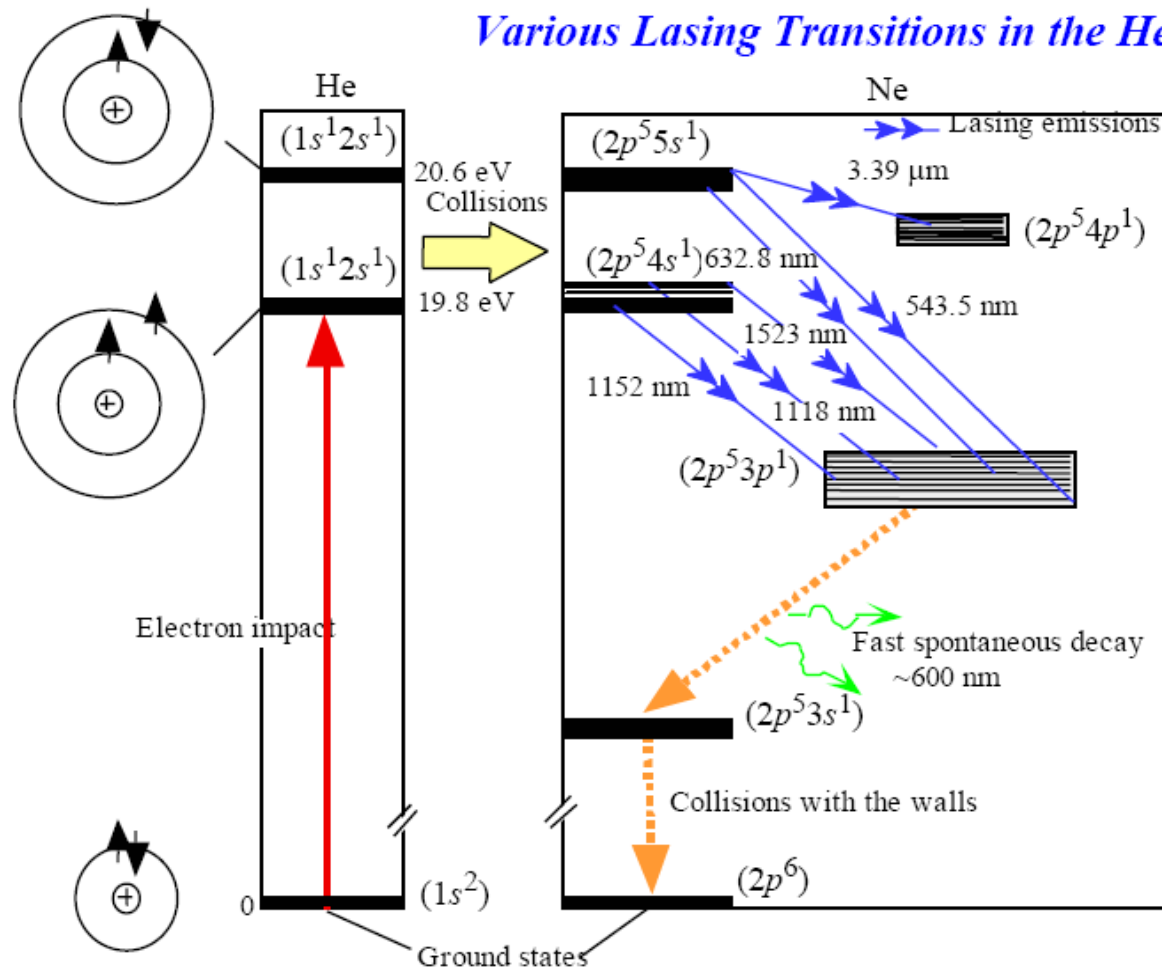 Various Lasing Transitions in the He
He
Ne
Lasing emissions
(1s¹2s¹)
(2p⁵5s¹)
3.39 µm
20.6 eV
Collisions
(2p⁵4p¹)
(1s¹2s¹)
(2p⁵4s¹)
632.8 nm
19.8 eV
543.5 nm
1523 nm
1152 nm
1118 nm
(2p⁵3p¹)
Electron impact
Fast spontaneous decay
~600 nm
(2p⁵3s¹)
Collisions with the walls
(1s²)
(2p⁶)
0
Ground states
+
+
+